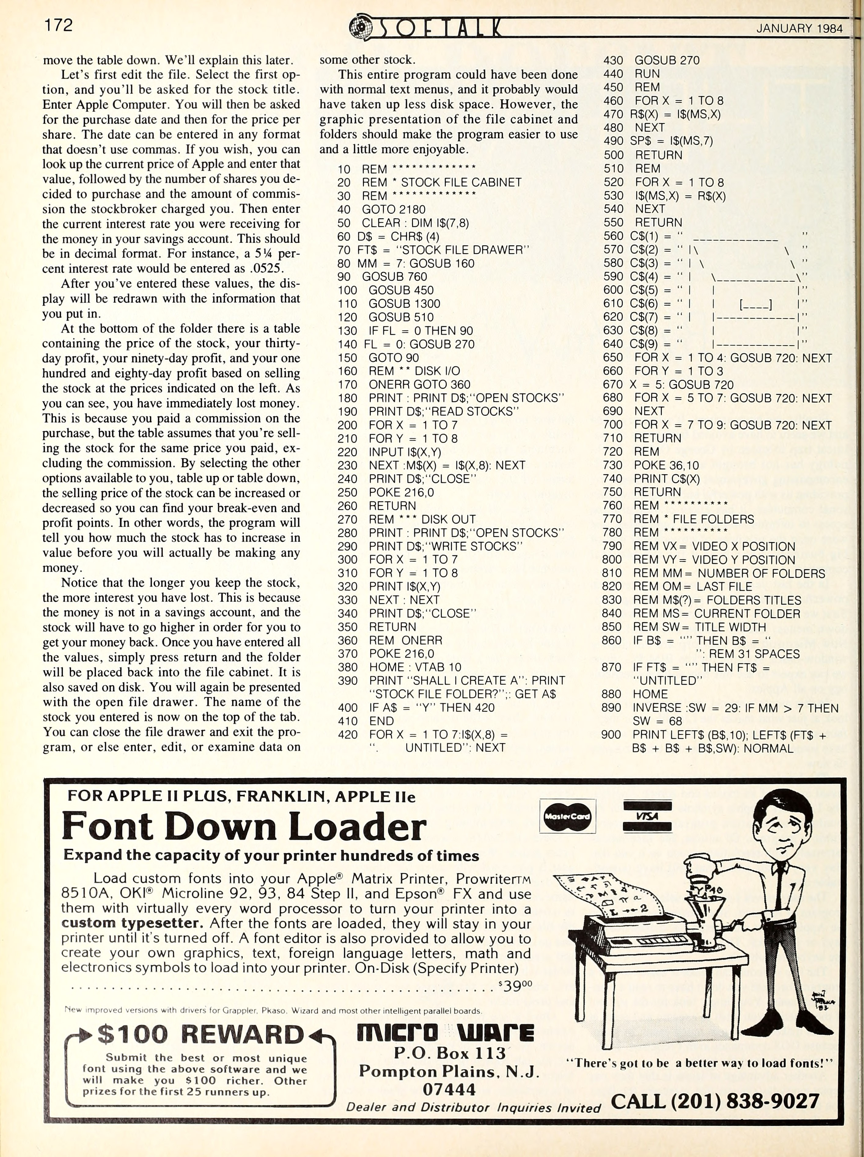 172
SOFTALK
JANUARY 1984
move the table down. We'll explain this later.
Let's first edit the file. Select the first op-
tion, and you'll be asked for the stock title.
Enter Apple Computer. You will then be asked
for the purchase date and then for the price per
share. The date can be entered in any format
that doesn't use commas. If you wish, you can
look up the current price of Apple and enter that
value, followed by the number of shares you de-
cided to purchase and the amount of commis-
sion the stockbroker charged you. Then enter
the current interest rate you were receiving for
the money in your savings account. This should
be in decimal format. For instance, a 5¼ per-
cent interest rate would be entered as .0525.
After you've entered these values, the dis-
play will be redrawn with the information that
you put in.
At the bottom of the folder there is a table
containing the price of the stock, your thirty-
day profit, your ninety-day profit, and your one
hundred and eighty-day profit based on selling
the stock at the prices indicated on the left. As
you can see, you have immediately lost money.
This is because you paid a commission on the
purchase, but the table assumes that you're sell-
ing the stock for the same price you paid, ex-
cluding the commission. By selecting the other
options available to you, table up or table down,
the selling price of the stock can be increased or
decreased so you can find your break-even and
profit points. In other words, the program will
tell you how much the stock has to increase in
value before you will actually be making any
money.
Notice that the longer you keep the stock,
the more interest you have lost. This is because
the money is not in a savings account, and the
stock will have to go higher in order for you to
get your money back. Once you have entered all
the values, simply press return and the folder
will be placed back into the file cabinet. It is
also saved on disk. You will again be presented
with the open file drawer. The name of the
stock you entered is now on the top of the tab.
You can close the file drawer and exit the pro-
gram, or else enter, edit, or examine data on
some other stock.
This entire program could have been done
with normal text menus, and it probably would
have taken up less disk space. However, the
graphic presentation of the file cabinet and
folders should make the program easier to use
and a little more enjoyable.
10 REM *************
20 REM * STOCK FILE CABINET
30 REM *************
40 GOTO 2180
50 CLEAR : DIM I$(7,8)
60 D$ = CHR$ (4)
70 FT$ = "STOCK FILE DRAWER"
80 MM = 7: GOSUB 160
90 GOSUB 760
100 GOSUB 450
110 GOSUB 1300
120 GOSUB 510
130 IF FL = 0 THEN 90
140 FL = 0: GOSUB 270
150 GOTO 90
160 REM ** DISK I/O
170 ONERR GOTO 360
180 PRINT : PRINT D$;"OPEN STOCKS"
190 PRINT D$;"READ STOCKS"
200 FOR X = 1 TO 7
210 FOR Y = 1 TO 8
220 INPUT I$(X,Y)
230 NEXT :M$(X) = I$(X,8): NEXT
240 PRINT D$;"CLOSE"
250 POKE 216,0
260 RETURN
270 REM *** DISK OUT
280 PRINT : PRINT D$;"OPEN STOCKS"
290 PRINT D$;"WRITE STOCKS"
300 FOR X = 1 TO 7
310 FOR Y = 1 TO 8
320 PRINT I$(X,Y)
330 NEXT : NEXT
340 PRINT D$;"CLOSE"
350 RETURN
360 REM ONERR
370 POKE 216,0
380 HOME : VTAB 10
390 PRINT "SHALL I CREATE A": PRINT
"STOCK FILE FOLDER?";: GET A$
400 IF A$ = "Y" THEN 420
410 END
420 FOR X = 1 TO 7:I$(X,8) =
". UNTITLED": NEXT
430 GOSUB 270
440 RUN
450 REM
460 FOR X = 1 TO 8
470 R$(X) = I$(MS,X)
480 NEXT
490 SP$ = I$(MS,7)
500 RETURN
510 REM
520 FOR X = 1 TO 8
530 I$(MS,X) = R$(X)
540 NEXT
550 RETURN
560 C$(1) = " _____________ "
570 C$(2) = " |\ \ "
580 C$(3) = " | \ \ "
590 C$(4) = " | \_____________\"
600 C$(5) = " | | |"
610 C$(6) = " | | [____] |"
620 C$(7) = " | |_____________|"
630 C$(8) = " | |"
640 C$(9) = " |_____________|"
650 FOR X = 1 TO 4: GOSUB 720: NEXT
660 FOR Y = 1 TO 3
670 X = 5: GOSUB 720
680 FOR X = 5 TO 7: GOSUB 720: NEXT
690 NEXT
700 FOR X = 7 TO 9: GOSUB 720: NEXT
710 RETURN
720 REM
730 POKE 36,10
740 PRINT C$(X)
750 RETURN
760 REM **********
770 REM * FILE FOLDERS
780 REM **********
790 REM VX = VIDEO X POSITION
800 REM VY = VIDEO Y POSITION
810 REM MM = NUMBER OF FOLDERS
820 REM OM = LAST FILE
830 REM M$(?) = FOLDERS TITLES
840 REM MS = CURRENT FOLDER
850 REM SW = TITLE WIDTH
860 IF B$ = "" THEN B$ = "
": REM 31 SPACES
870 IF FT$ = "" THEN FT$ =
"UNTITLED"
880 HOME
890 INVERSE :SW = 29: IF MM > 7 THEN
SW = 68
900 PRINT LEFT$ (B$,10); LEFT$ (FT$ +
B$ + B$ + B$,SW): NORMAL
FOR APPLE II PLUS, FRANKLIN, APPLE IIe
Font Down Loader
Expand the capacity of your printer hundreds of times
MasterCard
VISA
Load custom fonts into your Apple® Matrix Printer, Prowriter™
8510A, OKI® Microline 92, 93, 84 Step II, and Epson® FX and use
them with virtually every word processor to turn your printer into a
custom typesetter. After the fonts are loaded, they will stay in your
printer until it's turned off. A font editor is also provided to allow you to
create your own graphics, text, foreign language letters, math and
electronics symbols to load into your printer. On-Disk (Specify Printer)
. . . . . . . . . . . . . . . . . . . . . . . . . . . . . . . . . . . . . . . . . . . . . . $39⁰⁰
New improved versions with drivers for Grappler, Pkaso, Wizard and most other intelligent parallel boards.
$100 REWARD
Submit the best or most unique
font using the above software and we
will make you $100 richer. Other
prizes for the first 25 runners up.
MICRO WARE
P.O. Box 113
Pompton Plains, N.J.
07444
Dealer and Distributor Inquiries Invited
"There's got to be a better way to load fonts!"
CALL (201) 838-9027